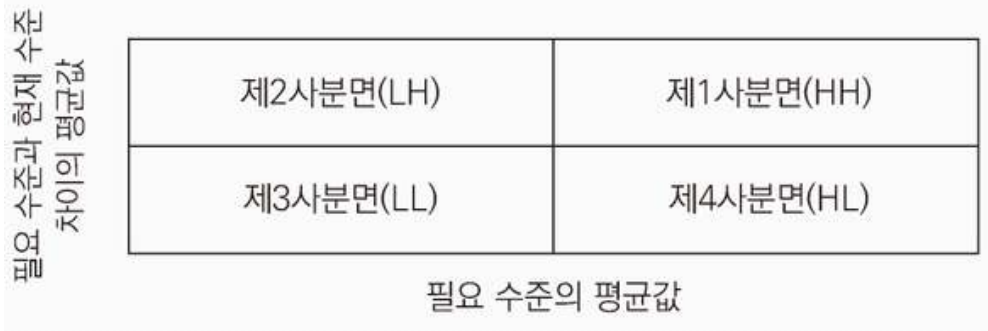 필요 수준과 현재 수준
차이의 평균값
제2사분면(LH)
제1사분면(HH)
제3사분면(LL)
제4사분면(HL)
필요 수준의 평균값